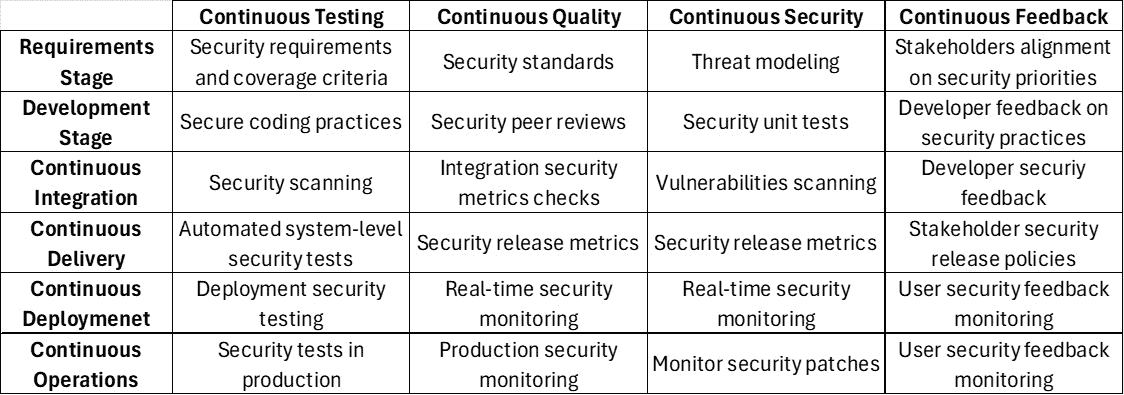 Continuous Testing Continuous Quality Continuous Security Continuous Feedback
Requirements
Stage
Security requirements
and coverage criteria
Security standards
Threat modeling
Stakeholders alignment
on security priorities
Development
Stage
Secure coding practices
Security peer reviews
Security unit tests
Developer feedback on
security practices
Continuous
Integration
Security scanning
Integration security
metrics checks
Vulnerabilities scanning
Developer securiy
feedback
Continuous
Delivery
Automated system-level
security tests
Security release metrics
Security release metrics
Stakeholder security
release policies
Continuous
Deploymenet
Deployment security
testing
Real-time security
monitoring
Real-time security
monitoring
User security feedback
monitoring
Continuous
Operations
Security tests in
production
Production security
monitoring
Monitor security patches
User security feedback
monitoring